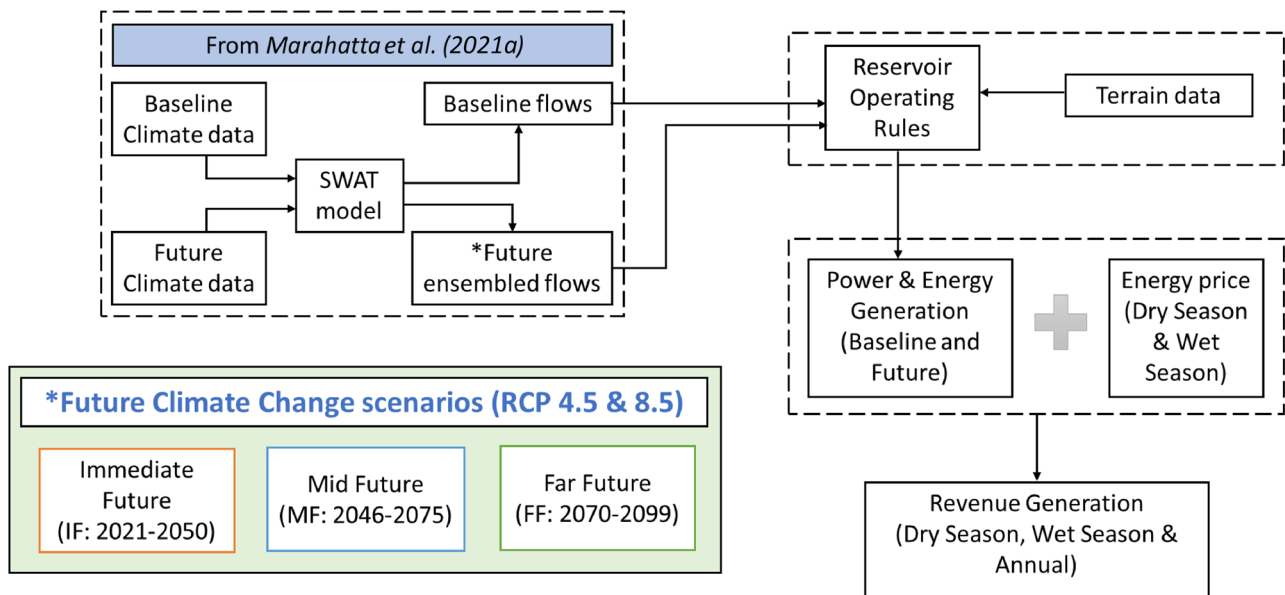 From Marahatta et al. (2021a)
Baseline
Climate data
Baseline flows
SWAT
model
Future
Climate data
*Future
ensembled flows
Reservoir
Operating
Rules
Terrain data
Power & Energy
Generation
(Baseline and
Future)
Energy price
(Dry Season
& Wet
Season)
*Future Climate Change scenarios (RCP 4.5 & 8.5)
Immediate
Future
(IF: 2021-2050)
Mid Future
(MF: 2046-2075)
Far Future
(FF: 2070-2099)
Revenue Generation
(Dry Season, Wet Season &
Annual)